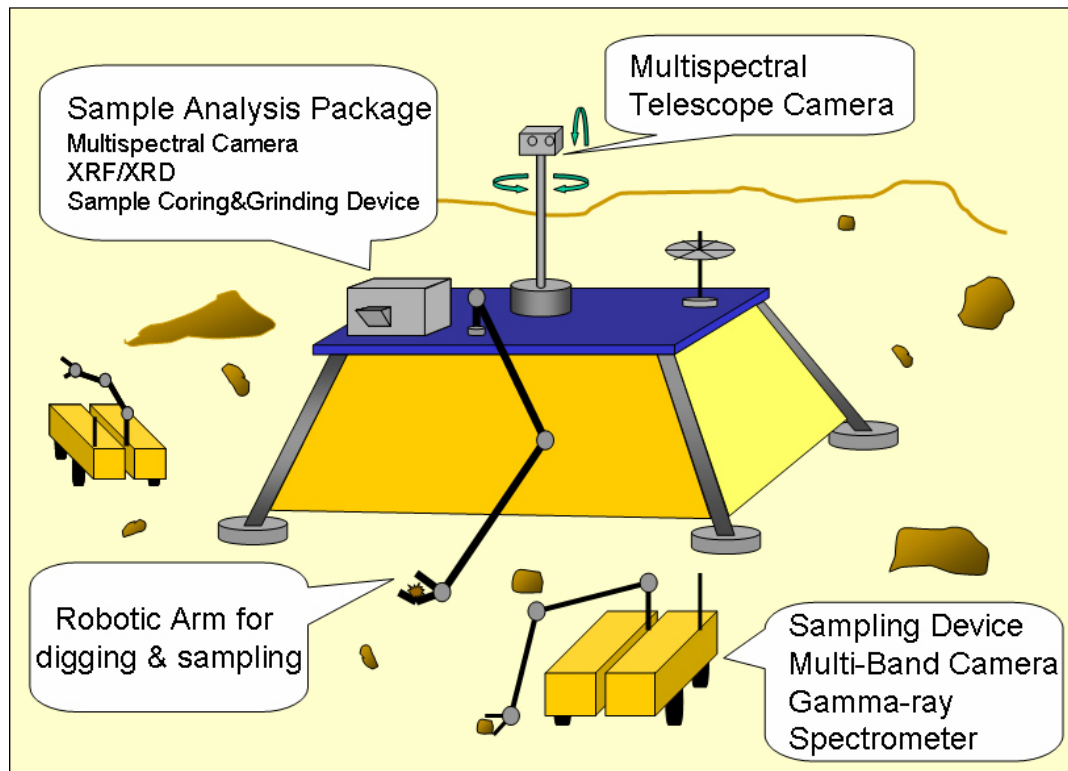 Sample Analysis Package
Multispectral Camera
XRF/XRD
Sample Coring&Grinding Device
Multispectral
Telescope Camera
Robotic Arm for
digging & sampling
Sampling Device
Multi-Band Camera
Gamma-ray
Spectrometer